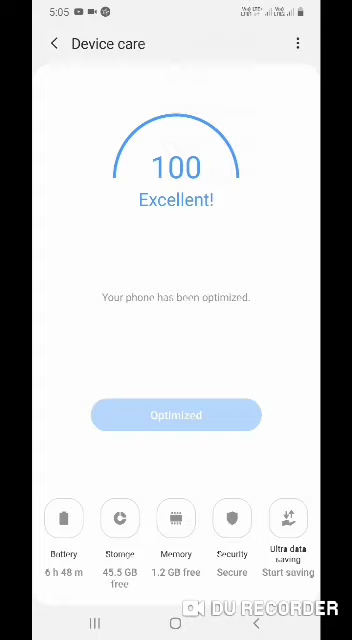 5:05
Device care
100
Excellent!
Your phone has been optimized.
Optimized
Battery
6 h 48 m
Storage
45.5 GB
free
Memory
1.2 GB free
Security
Secure
Ultra data
saving
Start saving
DU RECORDER